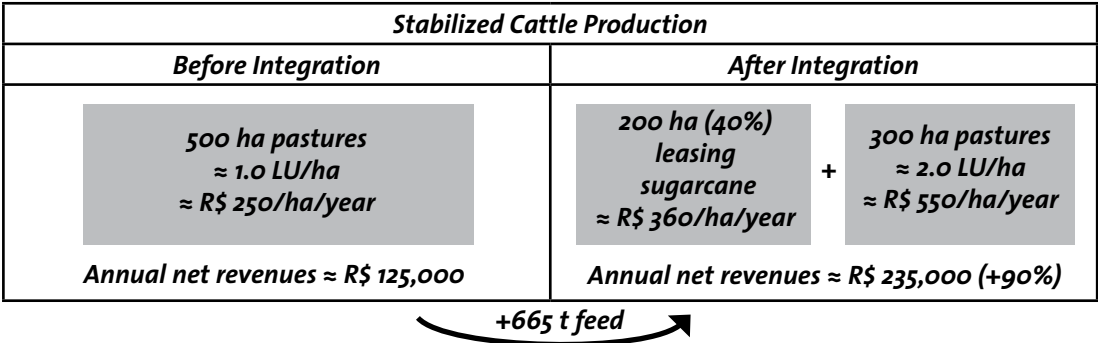 Stabilized Cattle Production
Before Integration
After Integration
500 ha pastures
≈ 1.0 LU/ha
≈ R$ 250/ha/year
Annual net revenues ≈ R$ 125,000
200 ha (40%)
leasing
sugarcane
≈ R$ 360/ha/year
+
300 ha pastures
≈ 2.0 LU/ha
≈ R$ 550/ha/year
Annual net revenues ≈ R$ 235,000 (+90%)
+665 t feed